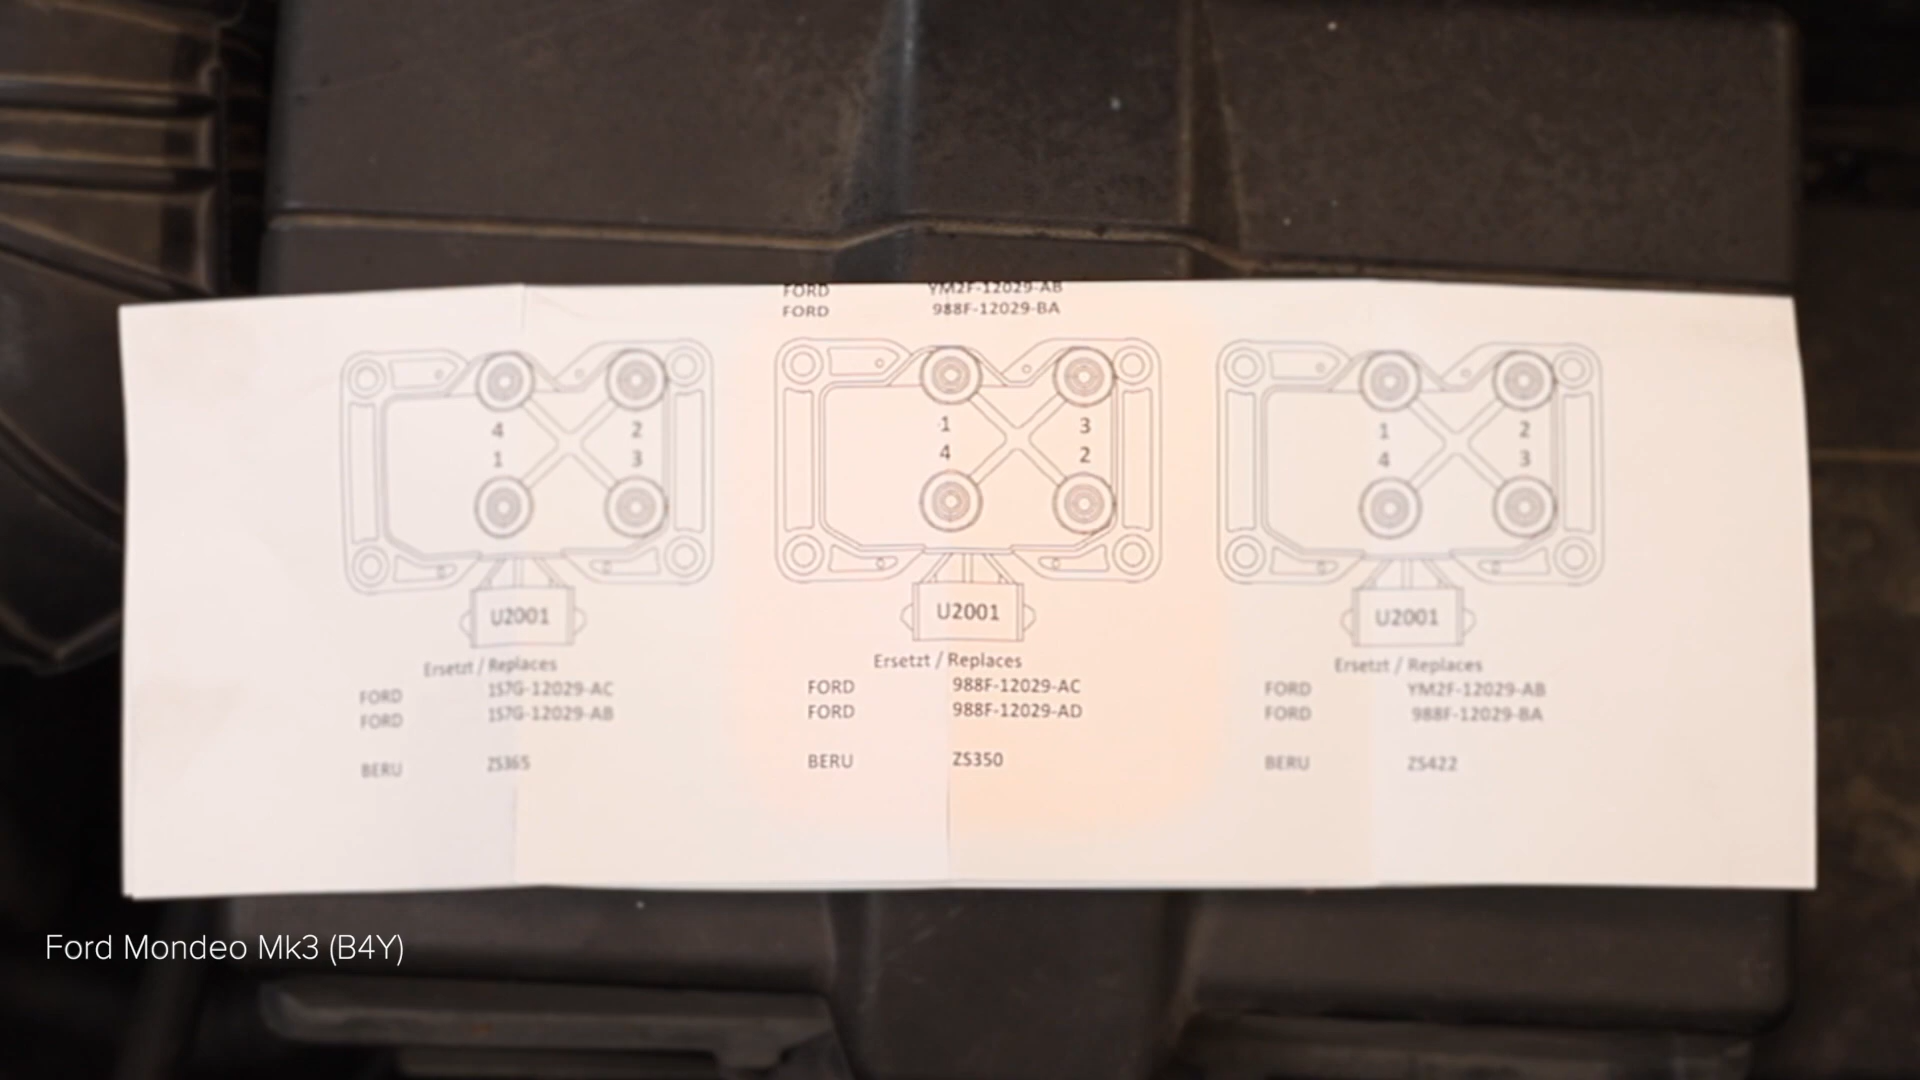 FORD YM2F-12029-AB
FORD 988F-12029-BA
4 2
1 3
U2001
Ersetzt / Replaces
FORD 1S7G-12029-AC
FORD 1S7G-12029-AB
BERU ZS365
1 3
4 2
U2001
Ersetzt / Replaces
FORD 988F-12029-AC
FORD 988F-12029-AD
BERU ZS350
1 2
4 3
U2001
Ersetzt / Replaces
FORD YM2F-12029-AB
FORD 988F-12029-BA
BERU ZS422
Ford Mondeo Mk3 (B4Y)